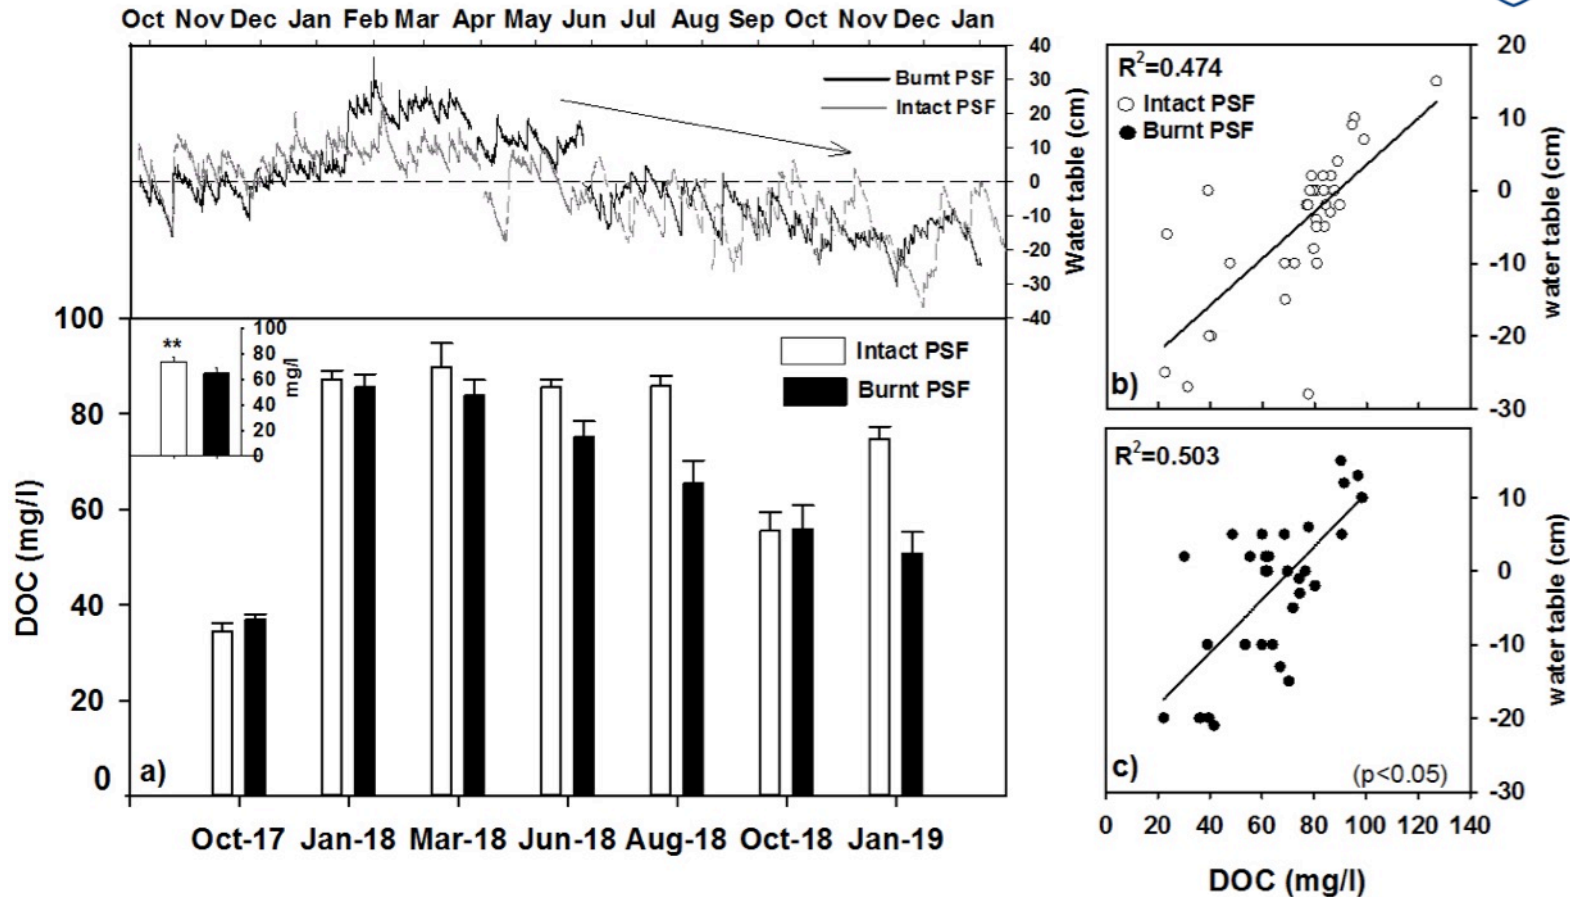 Oct Nov Dec Jan Feb Mar Apr May Jun Jul Aug Sep Oct Nov Dec Jan
Burnt PSF
Intact PSF
40
30
20
10
0
-10
-20
-30
-40
Water table (cm)
100
80
60
40
20
0
DOC (mg/l)
**
100
80
60
40
20
0
mg/l
Intact PSF
Burnt PSF
a)
Oct-17 Jan-18 Mar-18 Jun-18 Aug-18 Oct-18 Jan-19
R²=0.474
Intact PSF
Burnt PSF
b)
20
10
0
-10
-20
-30
water table (cm)
R²=0.503
c)
(p<0.05)
10
0
-10
-20
-30
water table (cm)
0 20 40 60 80 100 120 140
DOC (mg/l)